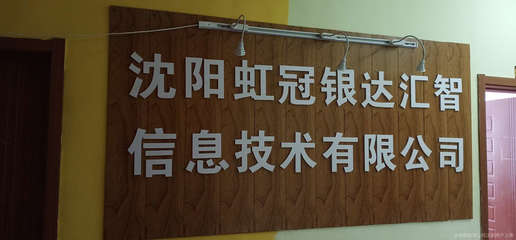 沈阳虹冠银达汇智
信息技术有限公司